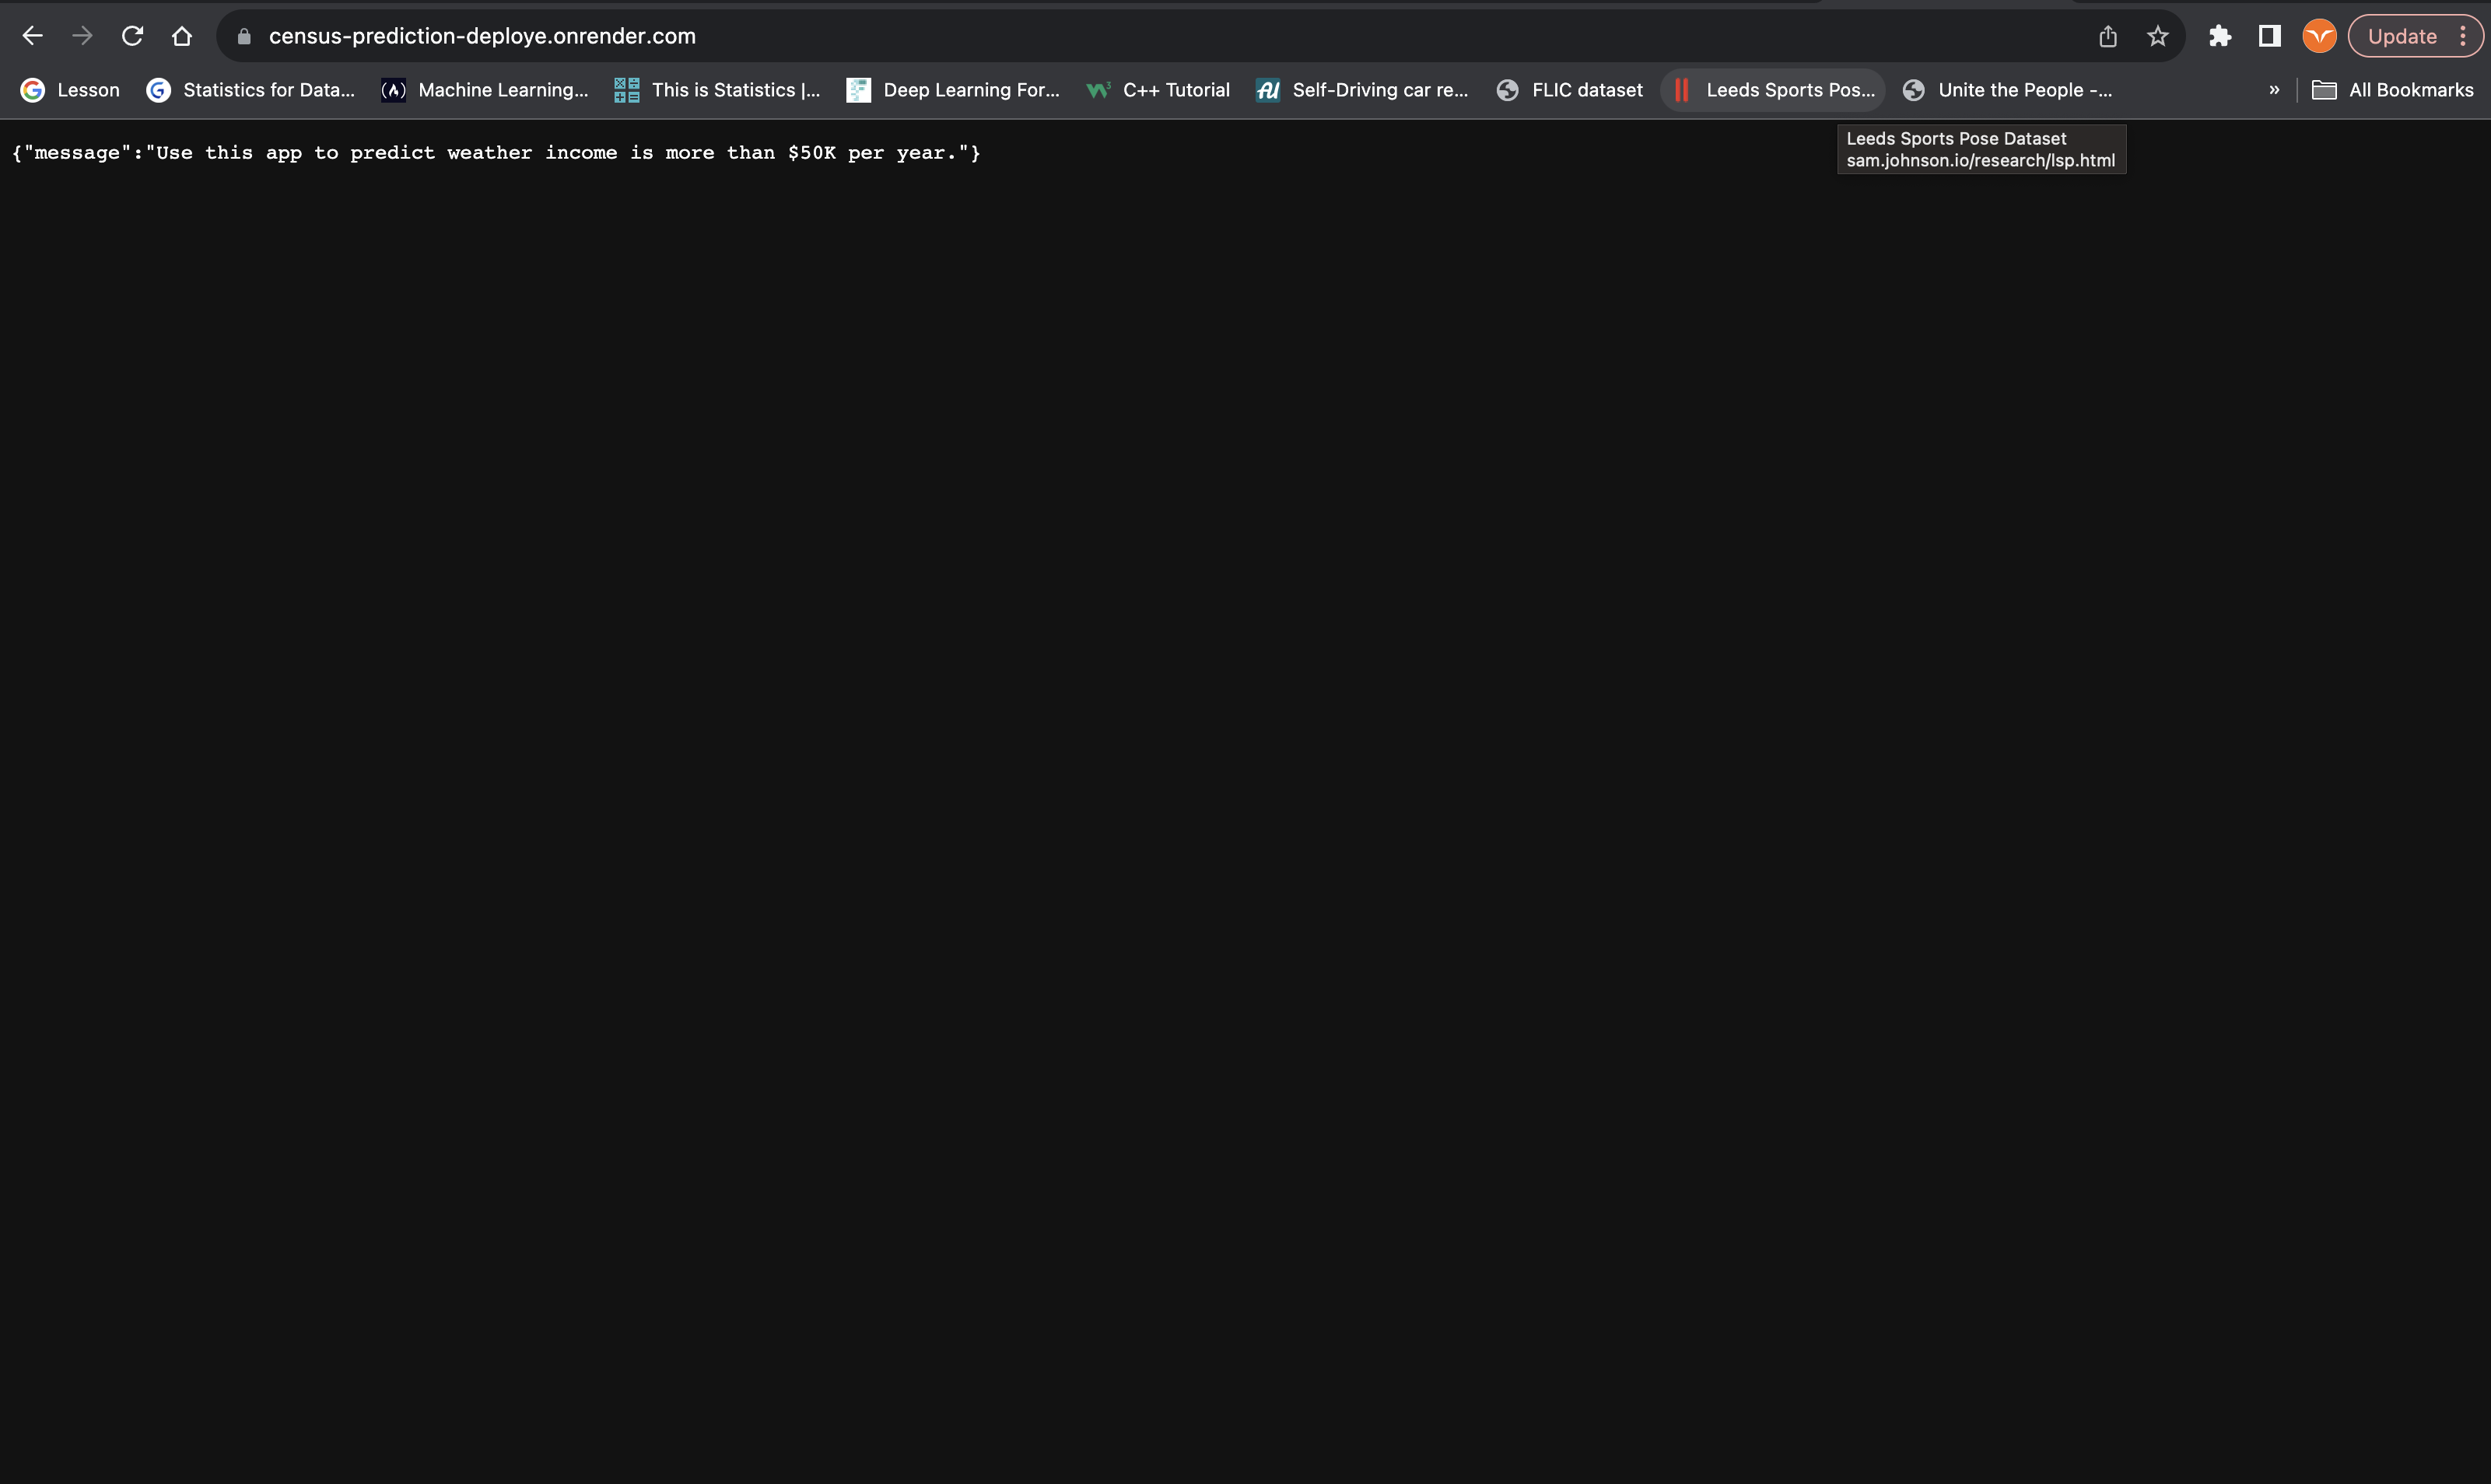 census-prediction-deploye.onrender.com
Update
Lesson
Statistics for Data...
Machine Learning...
This is Statistics |...
Deep Learning For...
C++ Tutorial
Self-Driving car re...
FLIC dataset
Leeds Sports Pos...
Unite the People -...
»
All Bookmarks
{"message":"Use this app to predict weather income is more than $50K per year."}
Leeds Sports Pose Dataset
sam.johnson.io/research/lsp.html